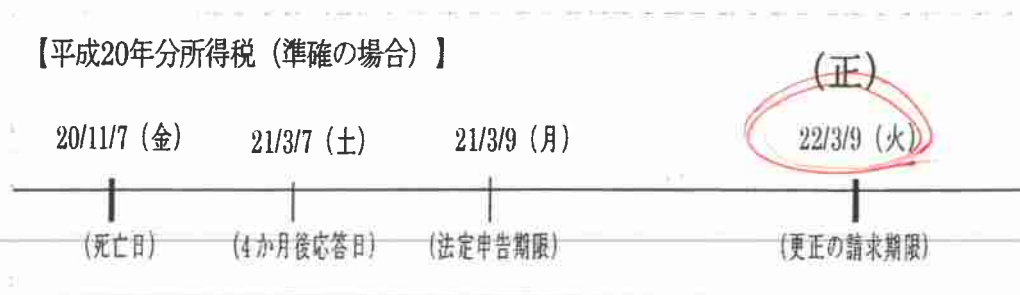 【平成20年分所得税（準確の場合）】
（正）
20/11/7（金） 21/3/7（土） 21/3/9（月） 22/3/9（火）
（死亡日） （4か月後応答日） （法定申告期限） （更正の請求期限）